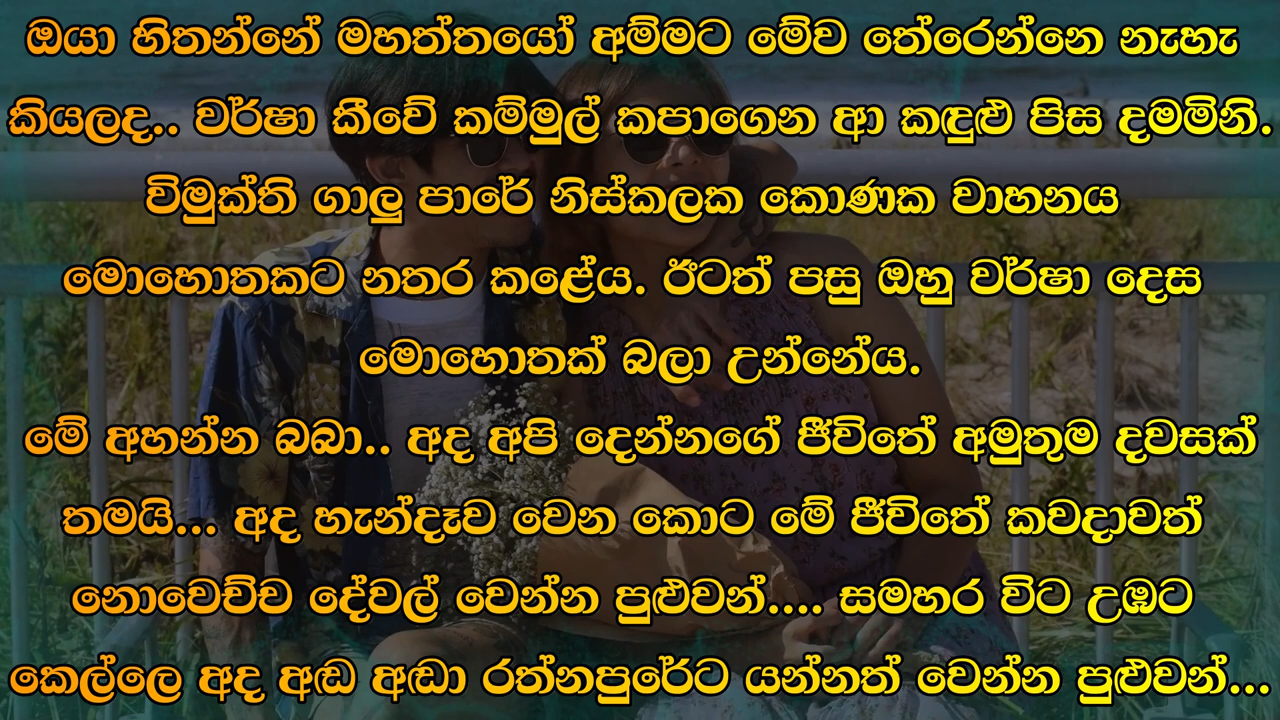 ඔයා හිතන්නේ මහත්තයෝ අම්මට මේව තේරෙන්නෙ නැහැ
කියලද.. වර්ෂා කීවේ කම්මුල් කපාගෙන ආ කඳුළු පිස දමමිනි.
විමුක්ති ගාලු පාරේ නිස්කලක කොණක වාහනය
මොහොතකට නතර කළේය. ඊටත් පසු ඔහු වර්ෂා දෙස
මොහොතක් බලා උන්නේය.
මේ අහන්න බබා.. අද අපි දෙන්නගේ ජීවිතේ අමුතුම දවසක්
තමයි... අද හැන්දෑව වෙන කොට මේ ජීවිතේ කවදාවත්
නොවෙච්ච දේවල් වෙන්න පුළුවන්.... සමහර විට උඹට
කෙල්ලෙ අද අඬ අඬා රත්නපුරේට යන්නත් වෙන්න පුළුවන්...